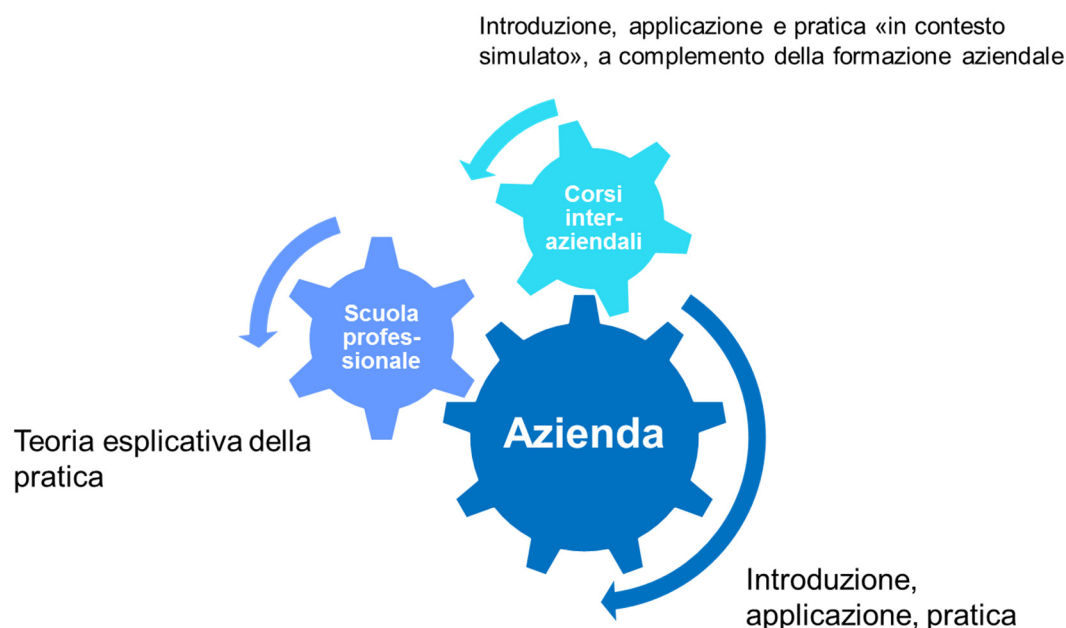 Introduzione, applicazione e pratica «in contesto
simulato», a complemento della formazione aziendale
Corsi
inter-
aziendali
Scuola
profes-
sionale
Azienda
Teoria esplicativa della
pratica
Introduzione,
applicazione, pratica